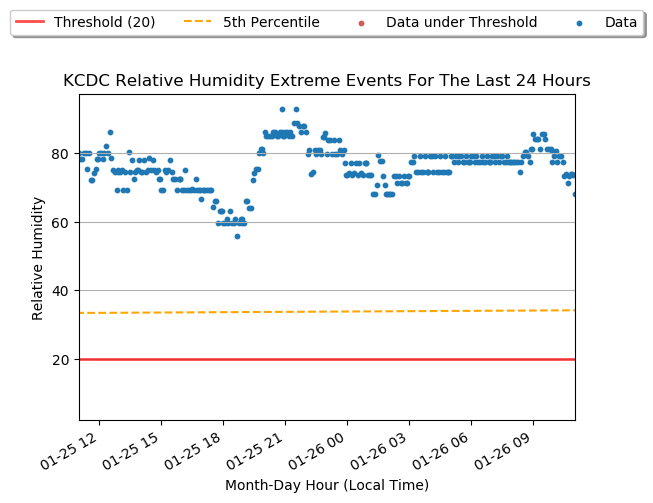 Threshold (20) 5th Percentile Data under Threshold Data
KCDC Relative Humidity Extreme Events For The Last 24 Hours
80
60
40
20
Relative Humidity
01-25 12 01-25 15 01-25 18 01-25 21 01-26 00 01-26 03 01-26 06 01-26 09
Month-Day Hour (Local Time)